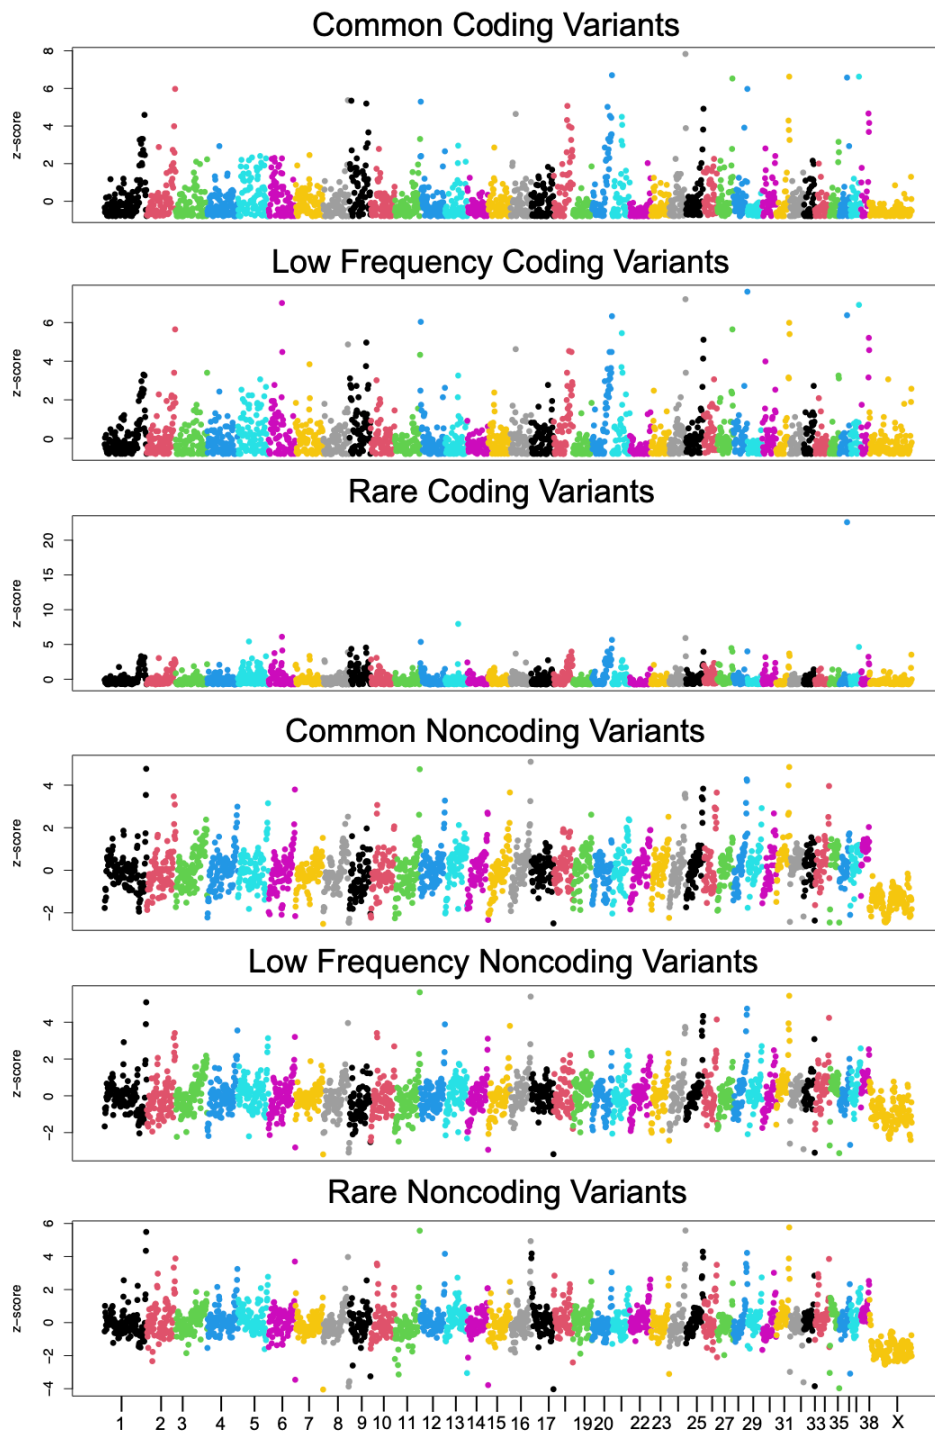 Common Coding Variants
z-score
8
6
4
2
0
Low Frequency Coding Variants
z-score
6
4
2
0
Rare Coding Variants
z-score
20
15
10
5
0
Common Noncoding Variants
z-score
4
2
0
−2
Low Frequency Noncoding Variants
z-score
4
2
0
−2
Rare Noncoding Variants
z-score
6
4
2
0
−2
−4
1 2 3 4 5 6 7 8 9 10 11 12 13 14 15 16 17 19 20 22 23 25 27 29 31 33 35 38 X